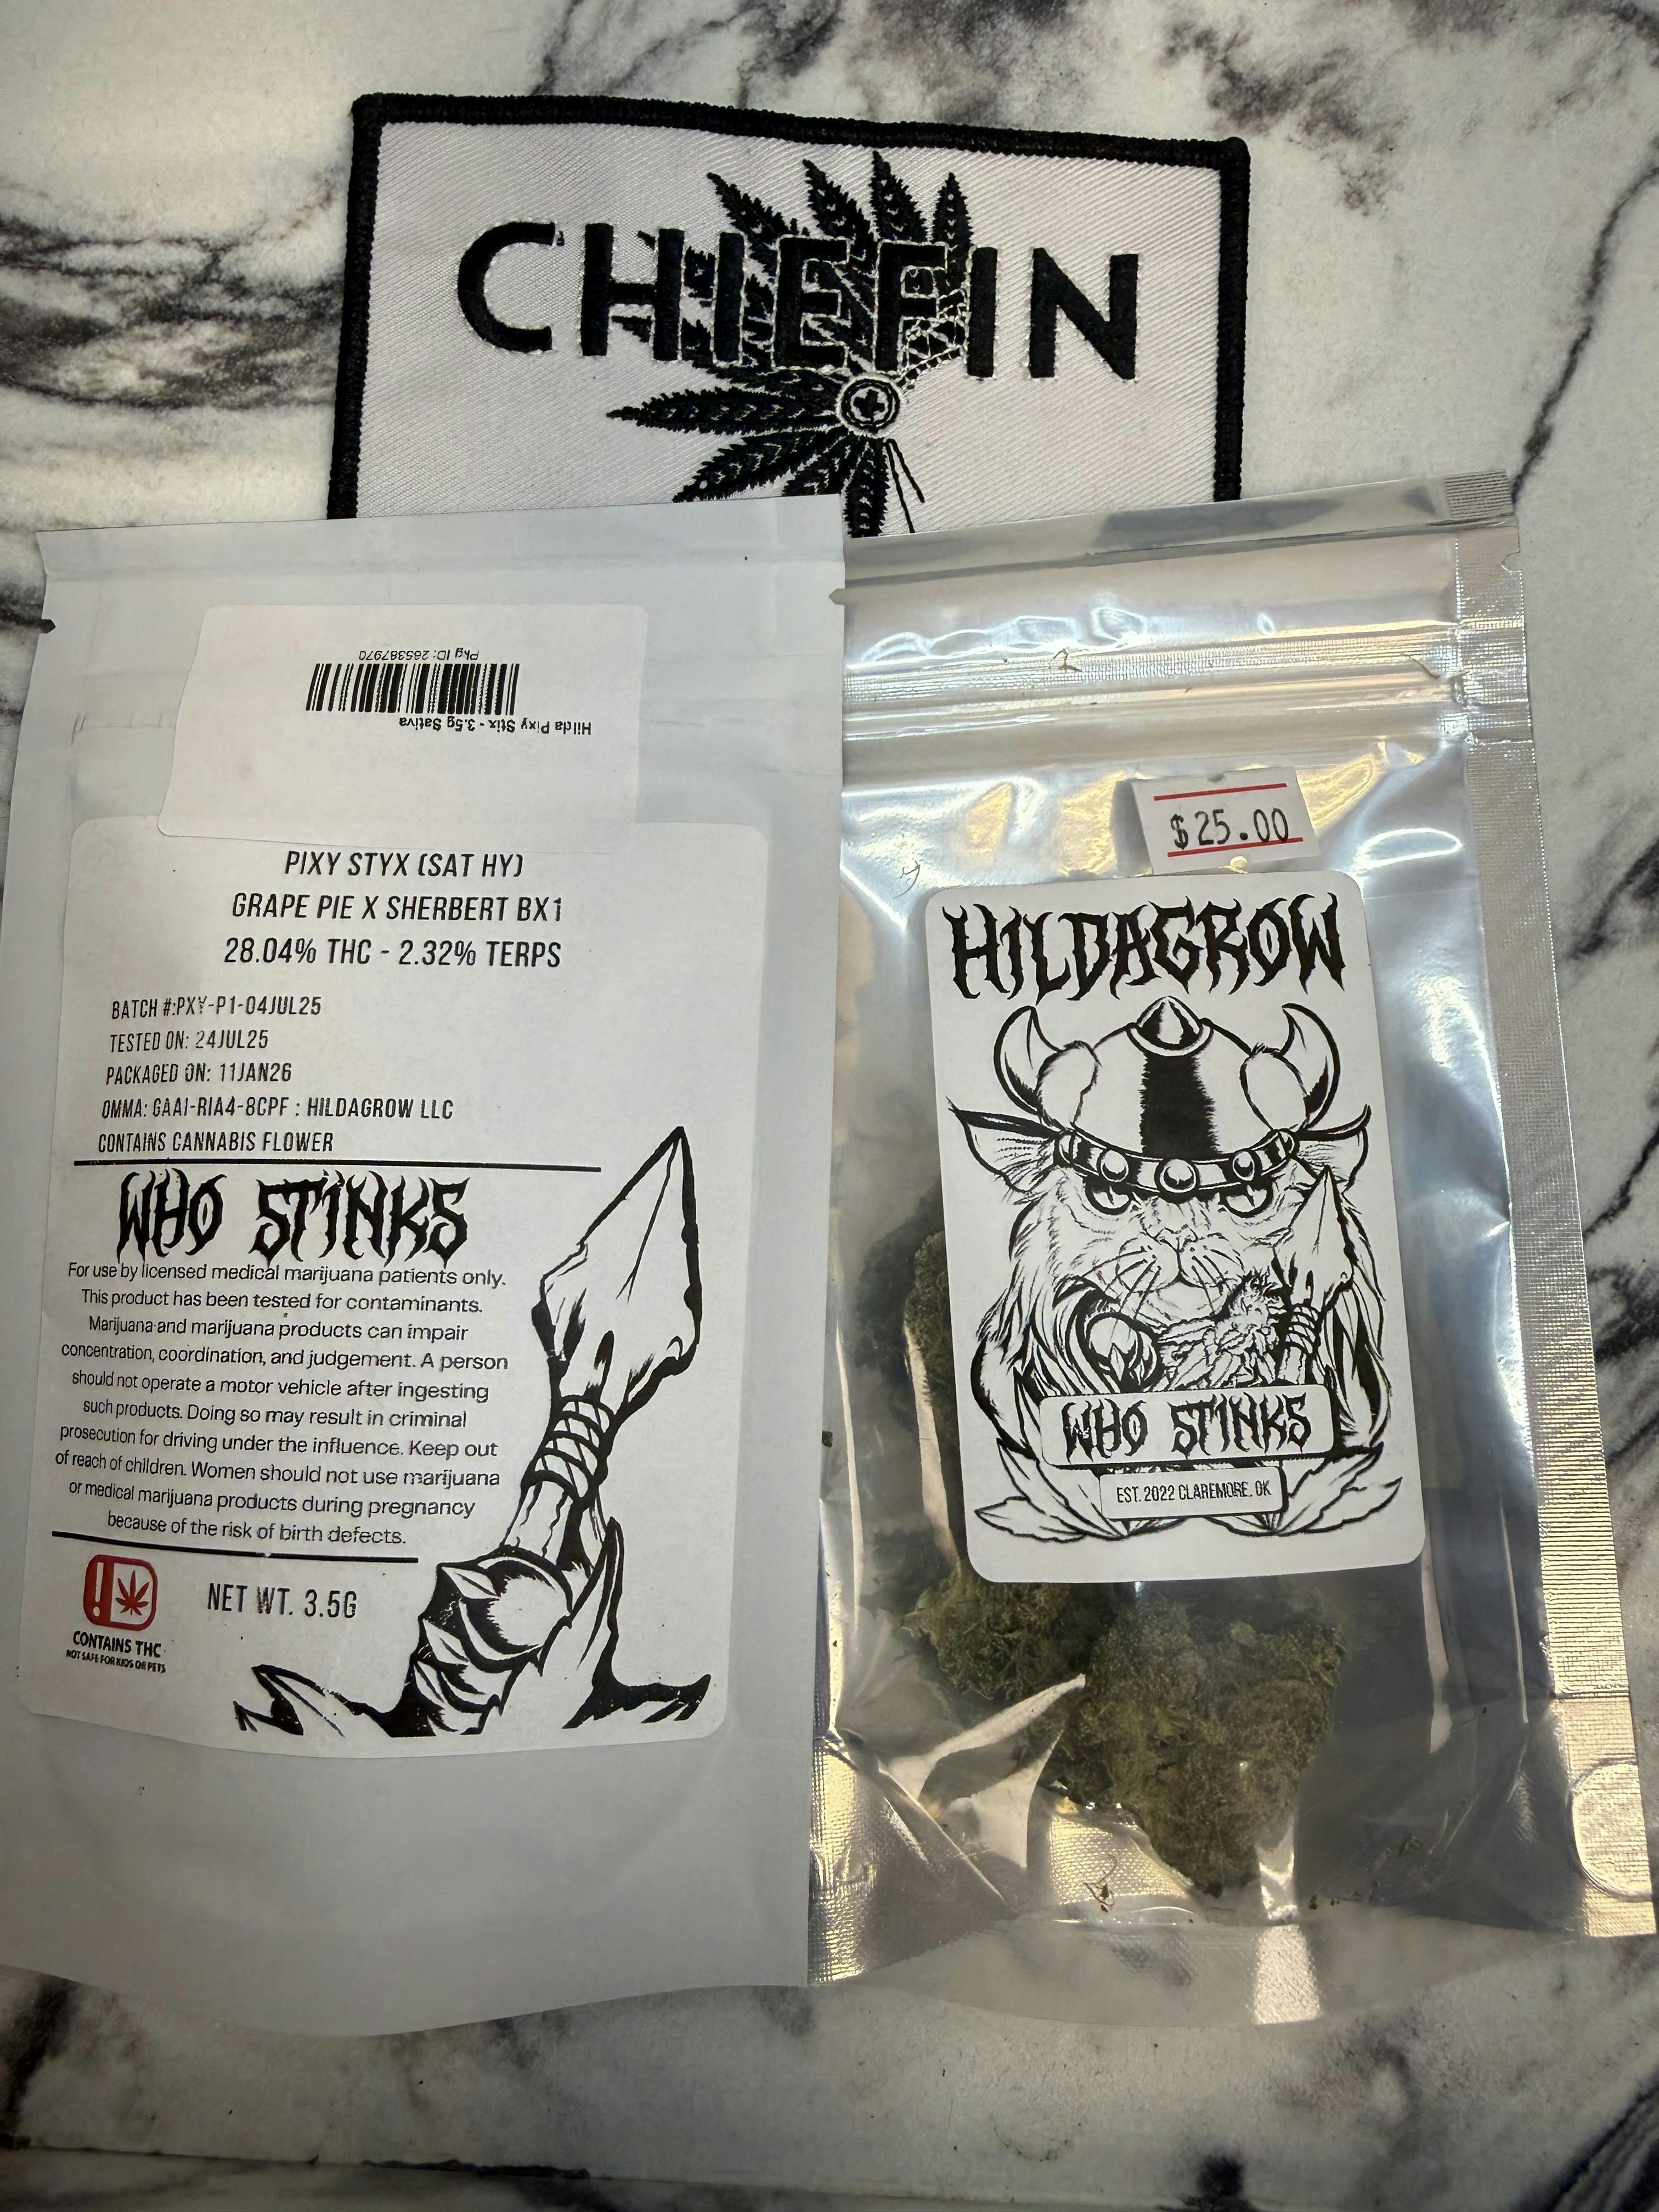 CHIEFIN
Pkg ID: 265387970
Hilda Pixy Stix - 3.5g Sativa
PIXY STYX (SAT HY)
GRAPE PIE X SHERBERT BX1
28.04% THC - 2.32% TERPS
BATCH #:PXY-P1-04JUL25
TESTED ON: 24JUL25
PACKAGED ON: 11JAN26
OMMA: GAAI-RIA4-8CPF : HILDAGROW LLC
CONTAINS CANNABIS FLOWER
WHO STINKS
For use by licensed medical marijuana patients only.
This product has been tested for contaminants.
Marijuana and marijuana products can impair
concentration, coordination, and judgement. A person
should not operate a motor vehicle after ingesting
such products. Doing so may result in criminal
prosecution for driving under the influence. Keep out
of reach of children. Women should not use marijuana
or medical marijuana products during pregnancy
because of the risk of birth defects.
CONTAINS THC
NOT SAFE FOR KIDS OR PETS
NET WT. 3.5G
$25.00
HILDAGROW
WHO STINKS
EST. 2022 CLAREMORE, OK